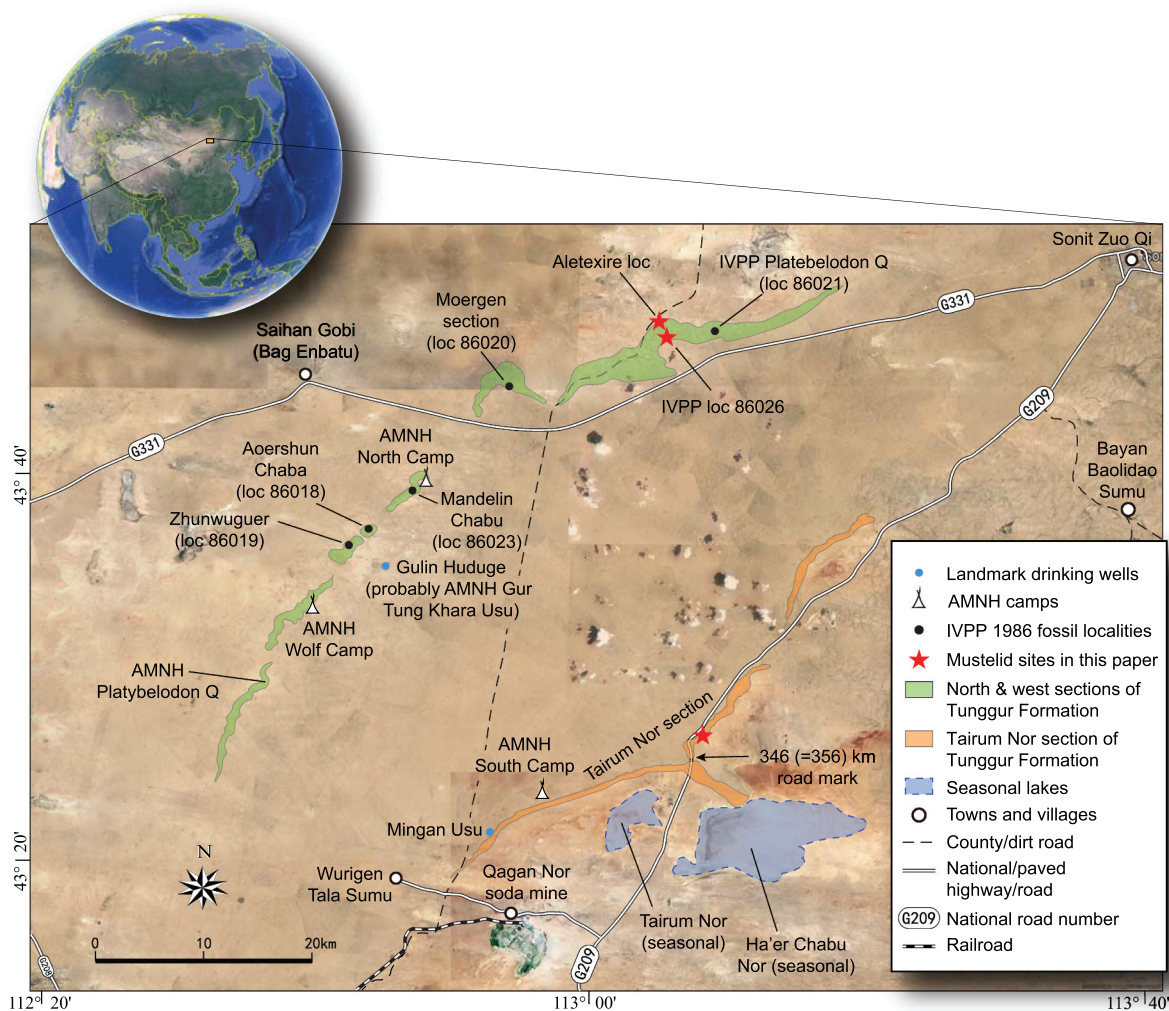 Sonit Zuo Qi
Aletexire loc
IVPP Platebelodon Q
(loc 86021)
Moergen
section
(loc 86020)
Saihan Gobi
(Bag Enbatu)
G331
IVPP loc 86026
G209
G331
AMNH
North Camp
Aoershun
Chaba
(loc 86018)
Mandelin
Chabu
(loc 86023)
Zhunwuguer
(loc 86019)
Bayan
Baolidao
Sumu
43° 40'
Gulin Huduge
(probably AMNH Gur
Tung Khara Usu)
AMNH
Wolf Camp
AMNH
Platybelodon Q
Tairum Nor section
AMNH
South Camp
346 (=356) km
road mark
Mingan Usu
43° 20'
N
Wurigen
Tala Sumu
Qagan Nor
soda mine
Tairum Nor
(seasonal)
Ha'er Chabu
Nor (seasonal)
G209
G208
0 10 20km
Landmark drinking wells
AMNH camps
IVPP 1986 fossil localities
Mustelid sites in this paper
North & west sections of
Tunggur Formation
Tairum Nor section of
Tunggur Formation
Seasonal lakes
Towns and villages
County/dirt road
National/paved
highway/road
G209 National road number
Railroad
112° 20' 113° 00' 113° 40'